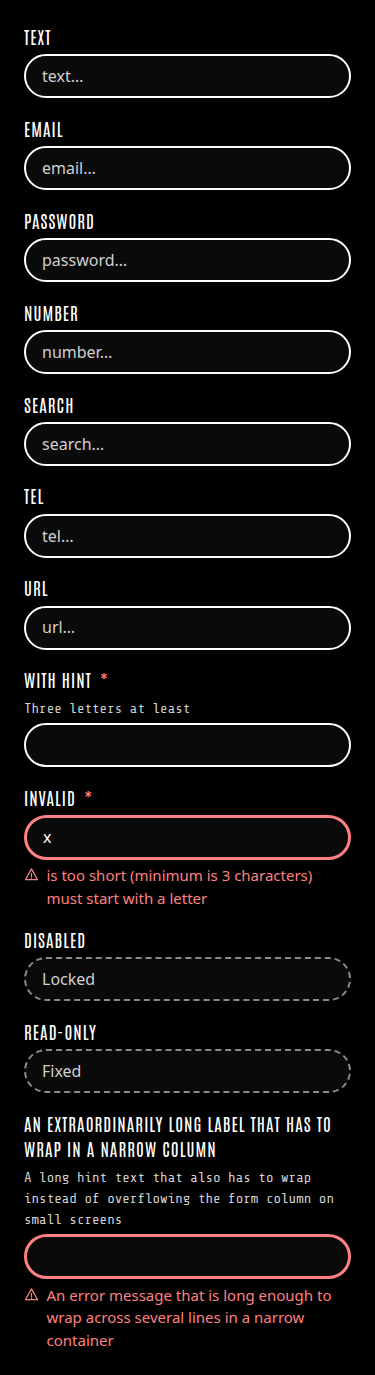 TEXT
text...
EMAIL
email...
PASSWORD
password...
NUMBER
number...
SEARCH
search...
TEL
tel...
URL
url...
WITH HINT *
Three letters at least
INVALID *
x
is too short (minimum is 3 characters)
must start with a letter
DISABLED
Locked
READ-ONLY
Fixed
AN EXTRAORDINARILY LONG LABEL THAT HAS TO
WRAP IN A NARROW COLUMN
A long hint text that also has to wrap
instead of overflowing the form column on
small screens
An error message that is long enough to
wrap across several lines in a narrow
container